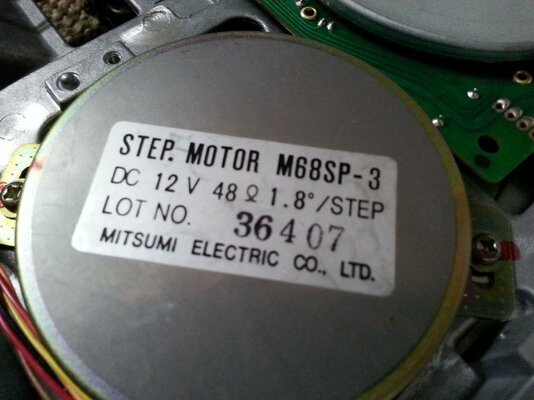 STEP. MOTOR M68SP-3
DC 12 V 48 Ω 1.8°/STEP
LOT NO. 36407
MITSUMI ELECTRIC CO., LTD.